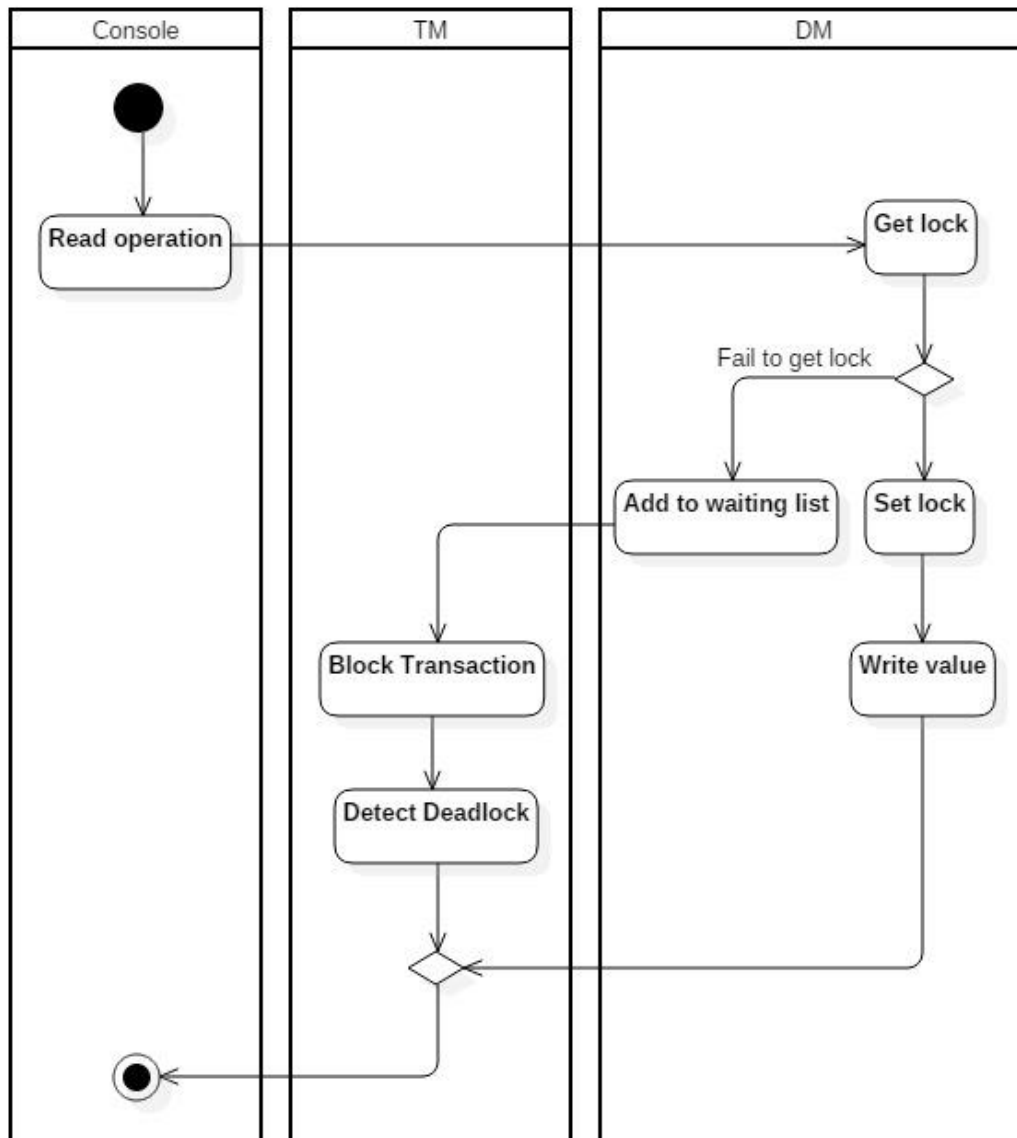 Console
TM
DM
Read operation
Get lock
Fail to get lock
Add to waiting list
Set lock
Block Transaction
Write value
Detect Deadlock